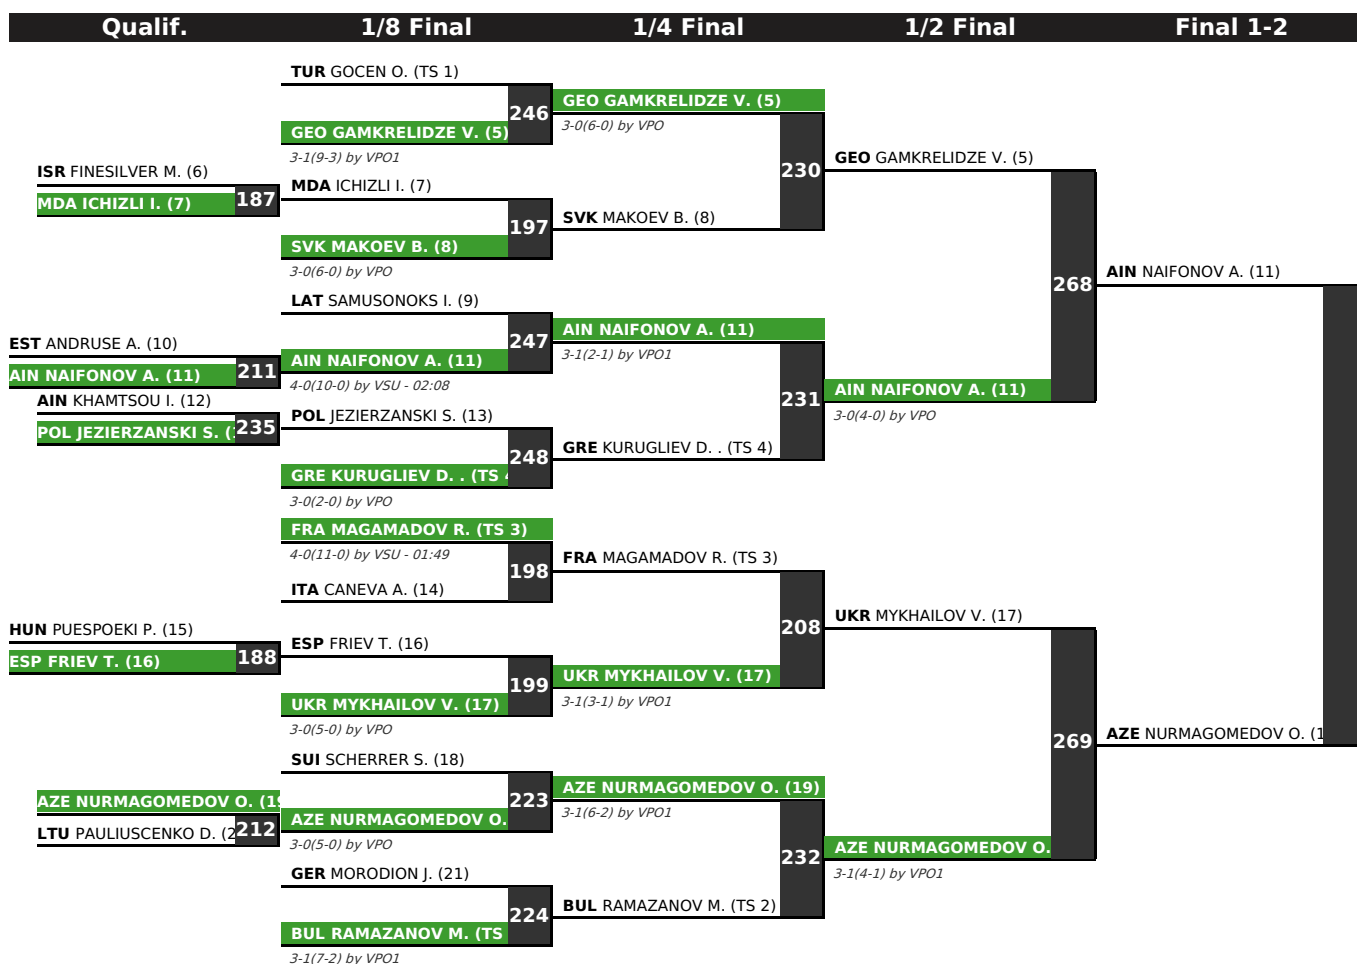 Qualif.
1/8 Final
1/4 Final
1/2 Final
Final 1-2
ISR FINESILVER M. (6)
MDA ICHIZLI I. (7)
187
EST ANDRUSE A. (10)
AIN NAIFONOV A. (11)
211
AIN KHAMTSOU I. (12)
POL JEZIERZANSKI S. (
235
HUN PUESPOEKI P. (15)
ESP FRIEV T. (16)
188
AZE NURMAGOMEDOV O. (19
LTU PAULIUSCENKO D. (2
212
TUR GOCEN O. (TS 1)
246
GEO GAMKRELIDZE V. (5)
3-1(9-3) by VPO1
MDA ICHIZLI I. (7)
197
SVK MAKOEV B. (8)
3-0(6-0) by VPO
LAT SAMUSONOKS I. (9)
247
AIN NAIFONOV A. (11)
4-0(10-0) by VSU - 02:08
POL JEZIERZANSKI S. (13)
248
GRE KURUGLIEV D. . (TS
3-0(2-0) by VPO
FRA MAGAMADOV R. (TS 3)
4-0(11-0) by VSU - 01:49
198
ITA CANEVA A. (14)
ESP FRIEV T. (16)
199
UKR MYKHAILOV V. (17)
3-0(5-0) by VPO
SUI SCHERRER S. (18)
223
AZE NURMAGOMEDOV O.
3-0(5-0) by VPO
GER MORODION J. (21)
224
BUL RAMAZANOV M. (TS
3-1(7-2) by VPO1
GEO GAMKRELIDZE V. (5)
3-0(6-0) by VPO
230
SVK MAKOEV B. (8)
AIN NAIFONOV A. (11)
3-1(2-1) by VPO1
231
GRE KURUGLIEV D. . (TS 4)
FRA MAGAMADOV R. (TS 3)
208
UKR MYKHAILOV V. (17)
3-1(3-1) by VPO1
AZE NURMAGOMEDOV O. (19)
3-1(6-2) by VPO1
232
BUL RAMAZANOV M. (TS 2)
GEO GAMKRELIDZE V. (5)
268
AIN NAIFONOV A. (11)
3-0(4-0) by VPO
UKR MYKHAILOV V. (17)
269
AZE NURMAGOMEDOV O.
3-1(4-1) by VPO1
AIN NAIFONOV A. (11)
AZE NURMAGOMEDOV O. (1